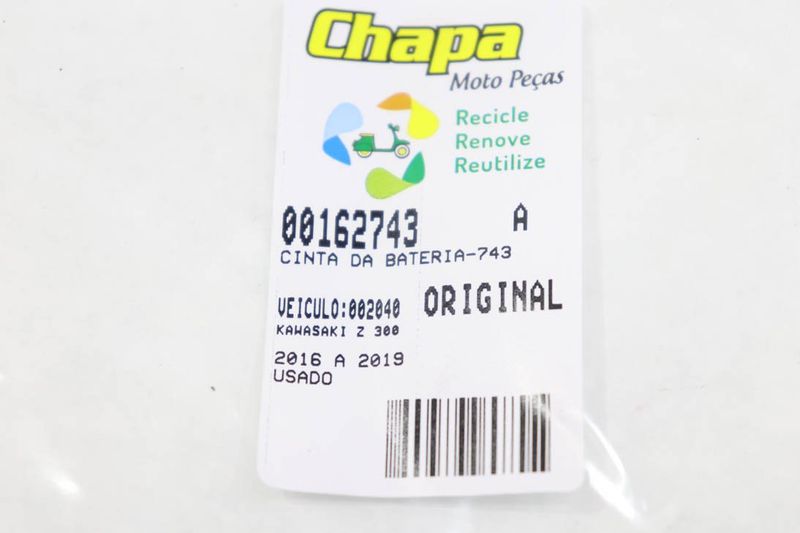 Chapa
Moto Peças
Recicle
Renove
Reutilize
00162743 A
CINTA DA BATERIA-743
VEICULO:002040 ORIGINAL
KAWASAKI Z 300
2016 A 2019
USADO